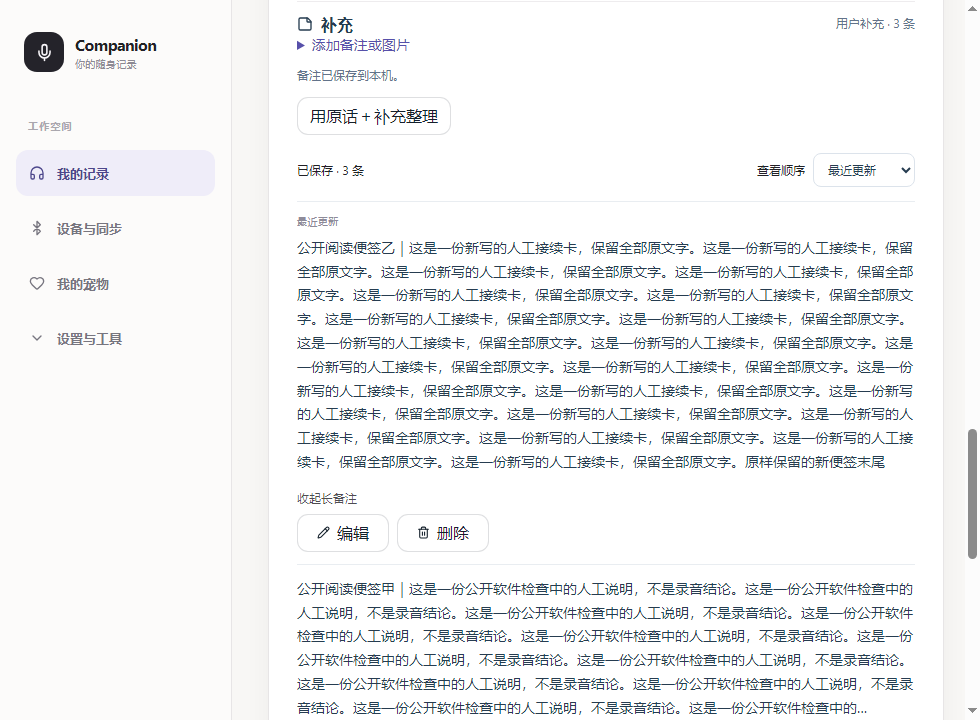 Companion
你的随身记录
工作空间
我的记录
设备与同步
我的宠物
设置与工具
补充
用户补充 · 3 条
添加备注或图片
备注已保存到本机。
用原话 + 补充整理
已保存 · 3 条
查看顺序
最近更新
最近更新
公开阅读便签乙｜这是一份新写的人工接续卡，保留全部原文字。这是一份新写的人工接续卡，保留
全部原文字。这是一份新写的人工接续卡，保留全部原文字。这是一份新写的人工接续卡，保留全部
原文字。这是一份新写的人工接续卡，保留全部原文字。这是一份新写的人工接续卡，保留全部原文
字。这是一份新写的人工接续卡，保留全部原文字。这是一份新写的人工接续卡，保留全部原文字。
这是一份新写的人工接续卡，保留全部原文字。这是一份新写的人工接续卡，保留全部原文字。这是
一份新写的人工接续卡，保留全部原文字。这是一份新写的人工接续卡，保留全部原文字。这是一份
新写的人工接续卡，保留全部原文字。这是一份新写的人工接续卡，保留全部原文字。这是一份新写
的人工接续卡，保留全部原文字。这是一份新写的人工接续卡，保留全部原文字。这是一份新写的人
工接续卡，保留全部原文字。这是一份新写的人工接续卡，保留全部原文字。这是一份新写的人工接
续卡，保留全部原文字。这是一份新写的人工接续卡，保留全部原文字。原样保留的新便签末尾
收起长备注
编辑
删除
公开阅读便签甲｜这是一份公开软件检查中的人工说明，不是录音结论。这是一份公开软件检查中的
人工说明，不是录音结论。这是一份公开软件检查中的人工说明，不是录音结论。这是一份公开软件
检查中的人工说明，不是录音结论。这是一份公开软件检查中的人工说明，不是录音结论。这是一份
公开软件检查中的人工说明，不是录音结论。这是一份公开软件检查中的人工说明，不是录音结论。
这是一份公开软件检查中的人工说明，不是录音结论。这是一份公开软件检查中的人工说明，不是录
音结论。这是一份公开软件检查中的人工说明，不是录音结论。这是一份公开软件检查中的...